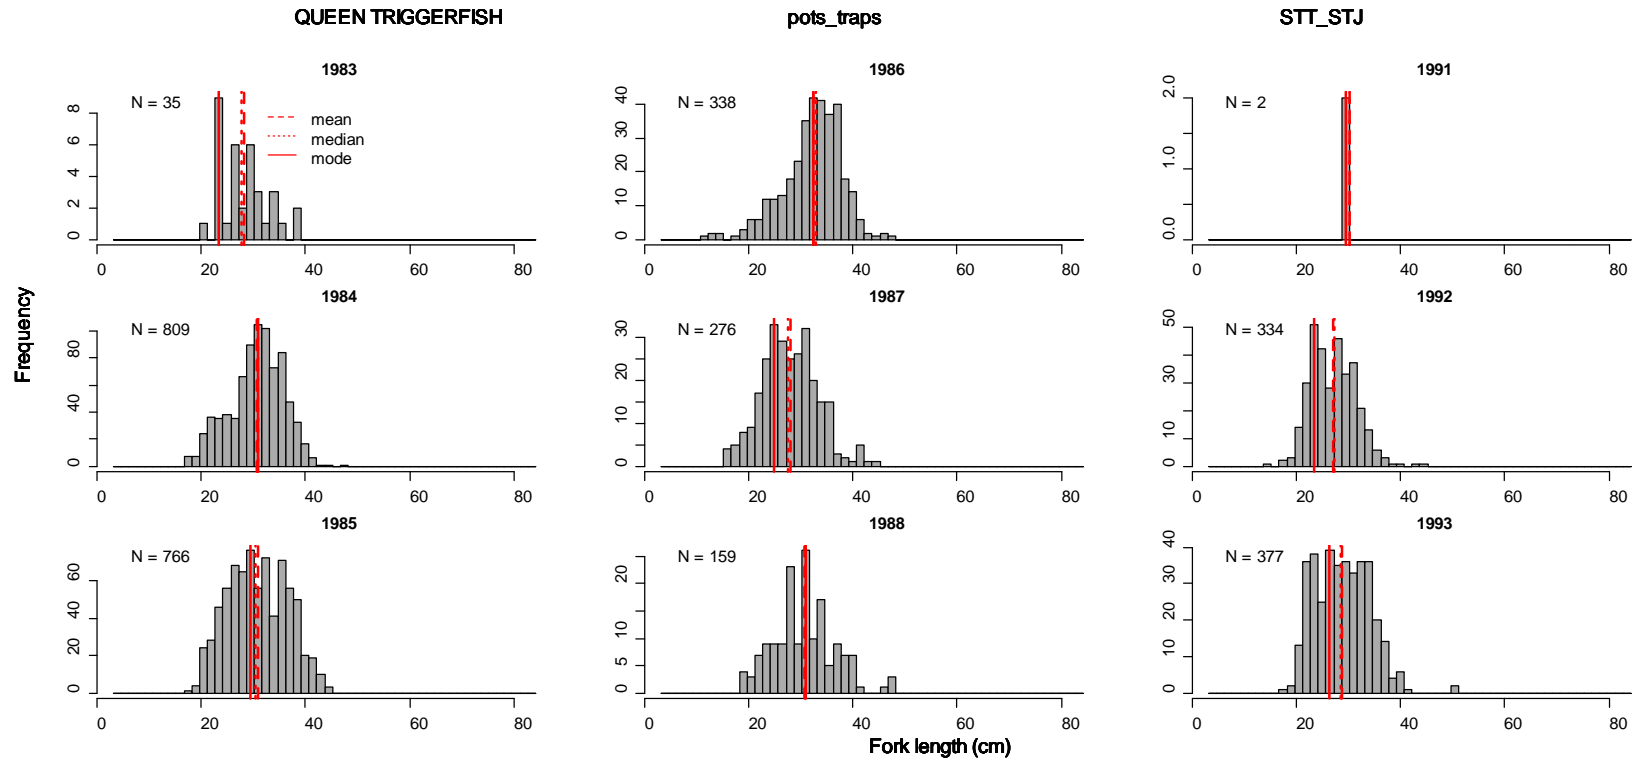 QUEEN TRIGGERFISH
pots_traps
STT_STJ
Frequency
1983
N = 35
mean
median
mode
0 2 4 6 8
0 20 40 60 80
1986
N = 338
0 10 20 30 40
0 20 40 60 80
1991
N = 2
0.0 1.0 2.0
0 20 40 60 80
1984
N = 809
0 40 80
0 20 40 60 80
1987
N = 276
0 10 20 30
0 20 40 60 80
1992
N = 334
0 10 30 50
0 20 40 60 80
1985
N = 766
0 20 40 60
0 20 40 60 80
1988
N = 159
0 5 10 20
0 20 40 60 80
1993
N = 377
0 10 20 30 40
0 20 40 60 80
Fork length (cm)